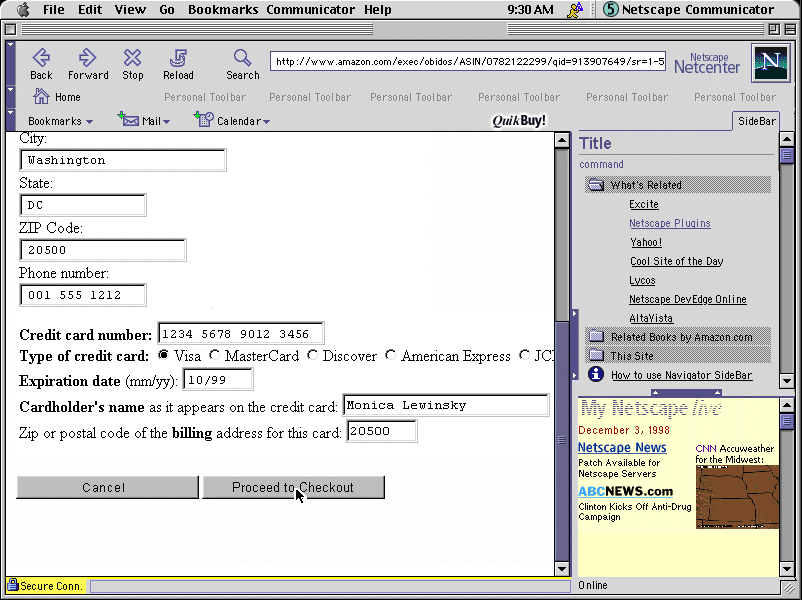 File Edit View Go Bookmarks Communicator Help 9:30 AM 5 Netscape Communicator
Back Forward Stop Reload Search
http://www.amazon.com/exec/obidos/ASIN/0782122299/qid=913907649/sr=1-5
Netscape
Netcenter
N
Home Personal Toolbar Personal Toolbar Personal Toolbar Personal Toolbar Personal Toolbar Personal Toolbar
Bookmarks Mail Calendar QuikBuy! SideBar
City:
Washington
State:
DC
ZIP Code:
20500
Phone number:
001 555 1212
Credit card number: 1234 5678 9012 3456
Type of credit card: Visa MasterCard Discover American Express JC
Expiration date (mm/yy): 10/99
Cardholder's name as it appears on the credit card: Monica Lewinsky
Zip or postal code of the billing address for this card: 20500
Cancel Proceed to Checkout
Secure Conn.
Title
command
What's Related
Excite
Netscape Plugins
Yahoo!
Cool Site of the Day
Lycos
Netscape DevEdge Online
AltaVista
Related Books by Amazon.com
This Site
How to use Navigator SideBar
My Netscape live
December 3, 1998
Netscape News
Patch Available for
Netscape Servers
ABCNEWS.com
Clinton Kicks Off Anti-Drug
Campaign
CNN Accuweather
for the Midwest:
Online